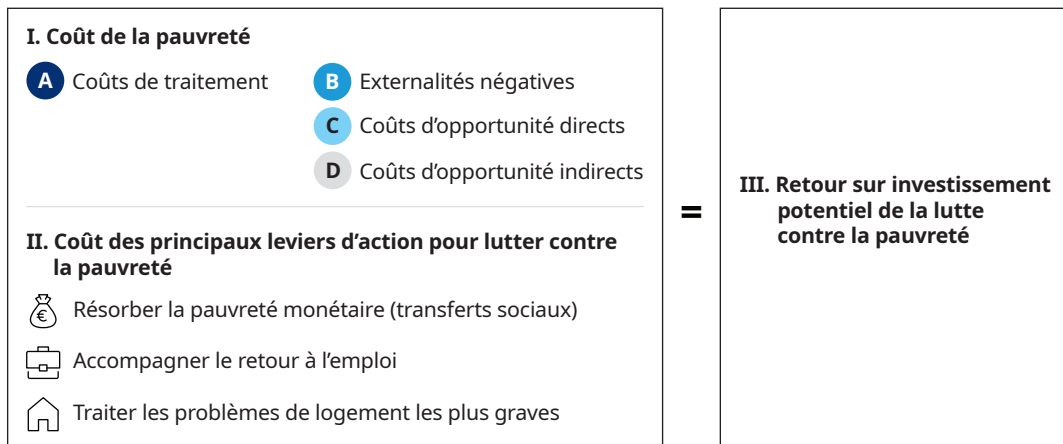 I. Coût de la pauvreté
A Coûts de traitement
B Externalités négatives
C Coûts d'opportunité directs
D Coûts d'opportunité indirects
II. Coût des principaux leviers d'action pour lutter contre
la pauvreté
€ Résorber la pauvreté monétaire (transferts sociaux)
Accompagner le retour à l'emploi
Traiter les problèmes de logement les plus graves
=
III. Retour sur investissement
potentiel de la lutte
contre la pauvreté